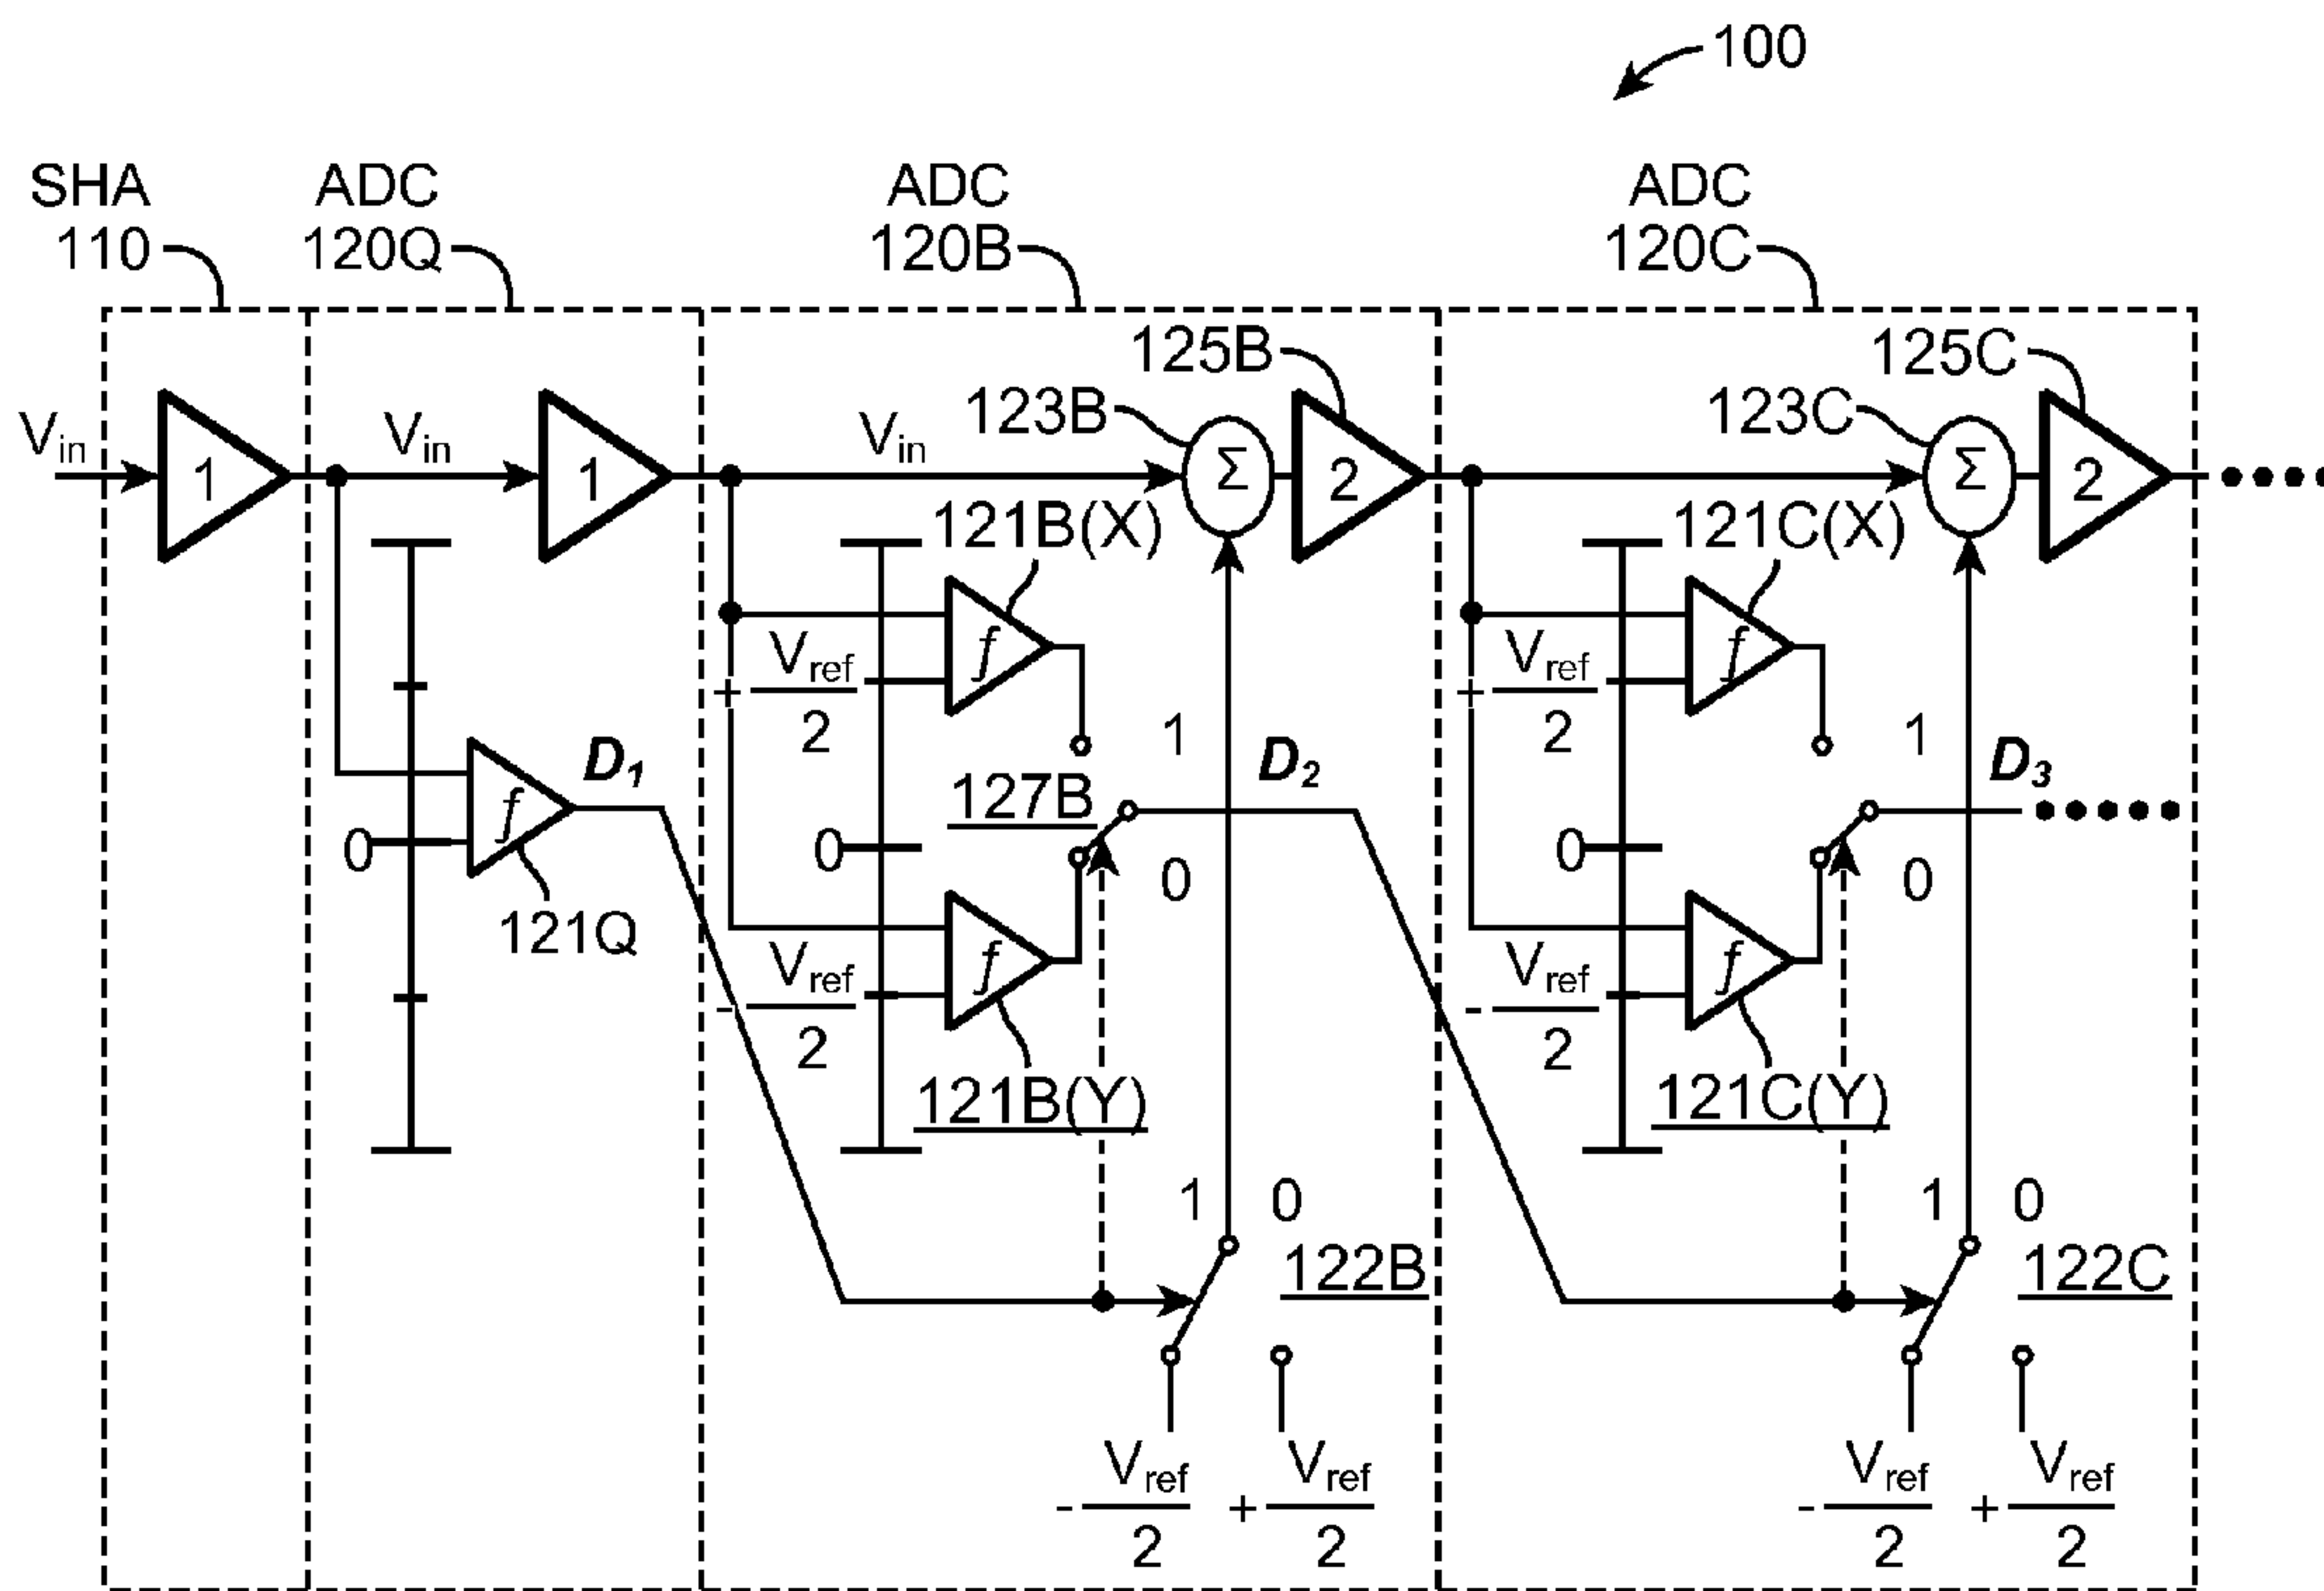 100
SHA
110
ADC
120Q
ADC
120B
ADC
120C
125B
125C
123B
123C
Vin
1
Vin
1
Vin
Σ
2
Σ
2
121B(X)
121C(X)
f
f
+ Vref
2
+ Vref
2
1
1
D1
D2
D3
127B
f
0
0
0
0
0
121Q
f
f
- Vref
2
- Vref
2
121B(Y)
121C(Y)
1
0
1
0
122B
122C
- Vref
2
+ Vref
2
- Vref
2
+ Vref
2